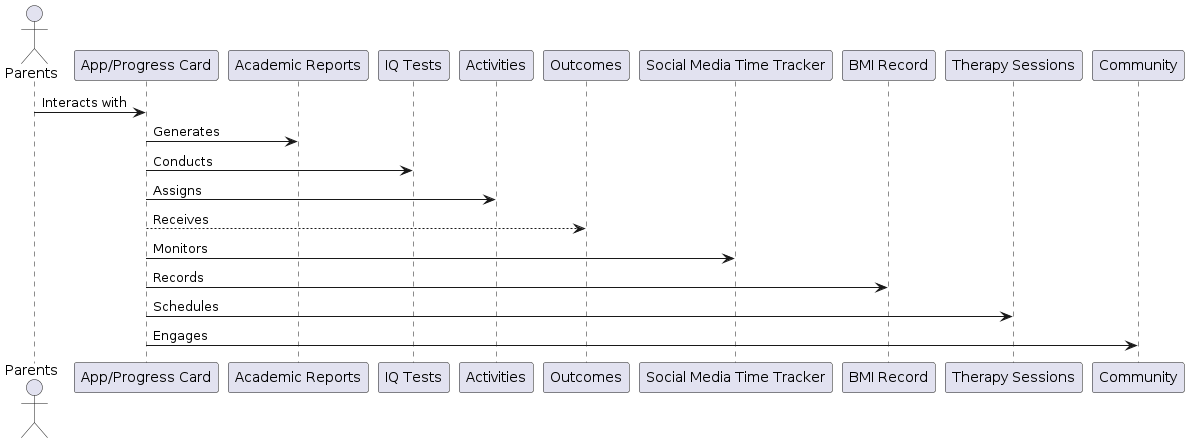 Parents
App/Progress Card
Academic Reports
IQ Tests
Activities
Outcomes
Social Media Time Tracker
BMI Record
Therapy Sessions
Community
Interacts with
Generates
Conducts
Assigns
Receives
Monitors
Records
Schedules
Engages
Parents
App/Progress Card
Academic Reports
IQ Tests
Activities
Outcomes
Social Media Time Tracker
BMI Record
Therapy Sessions
Community